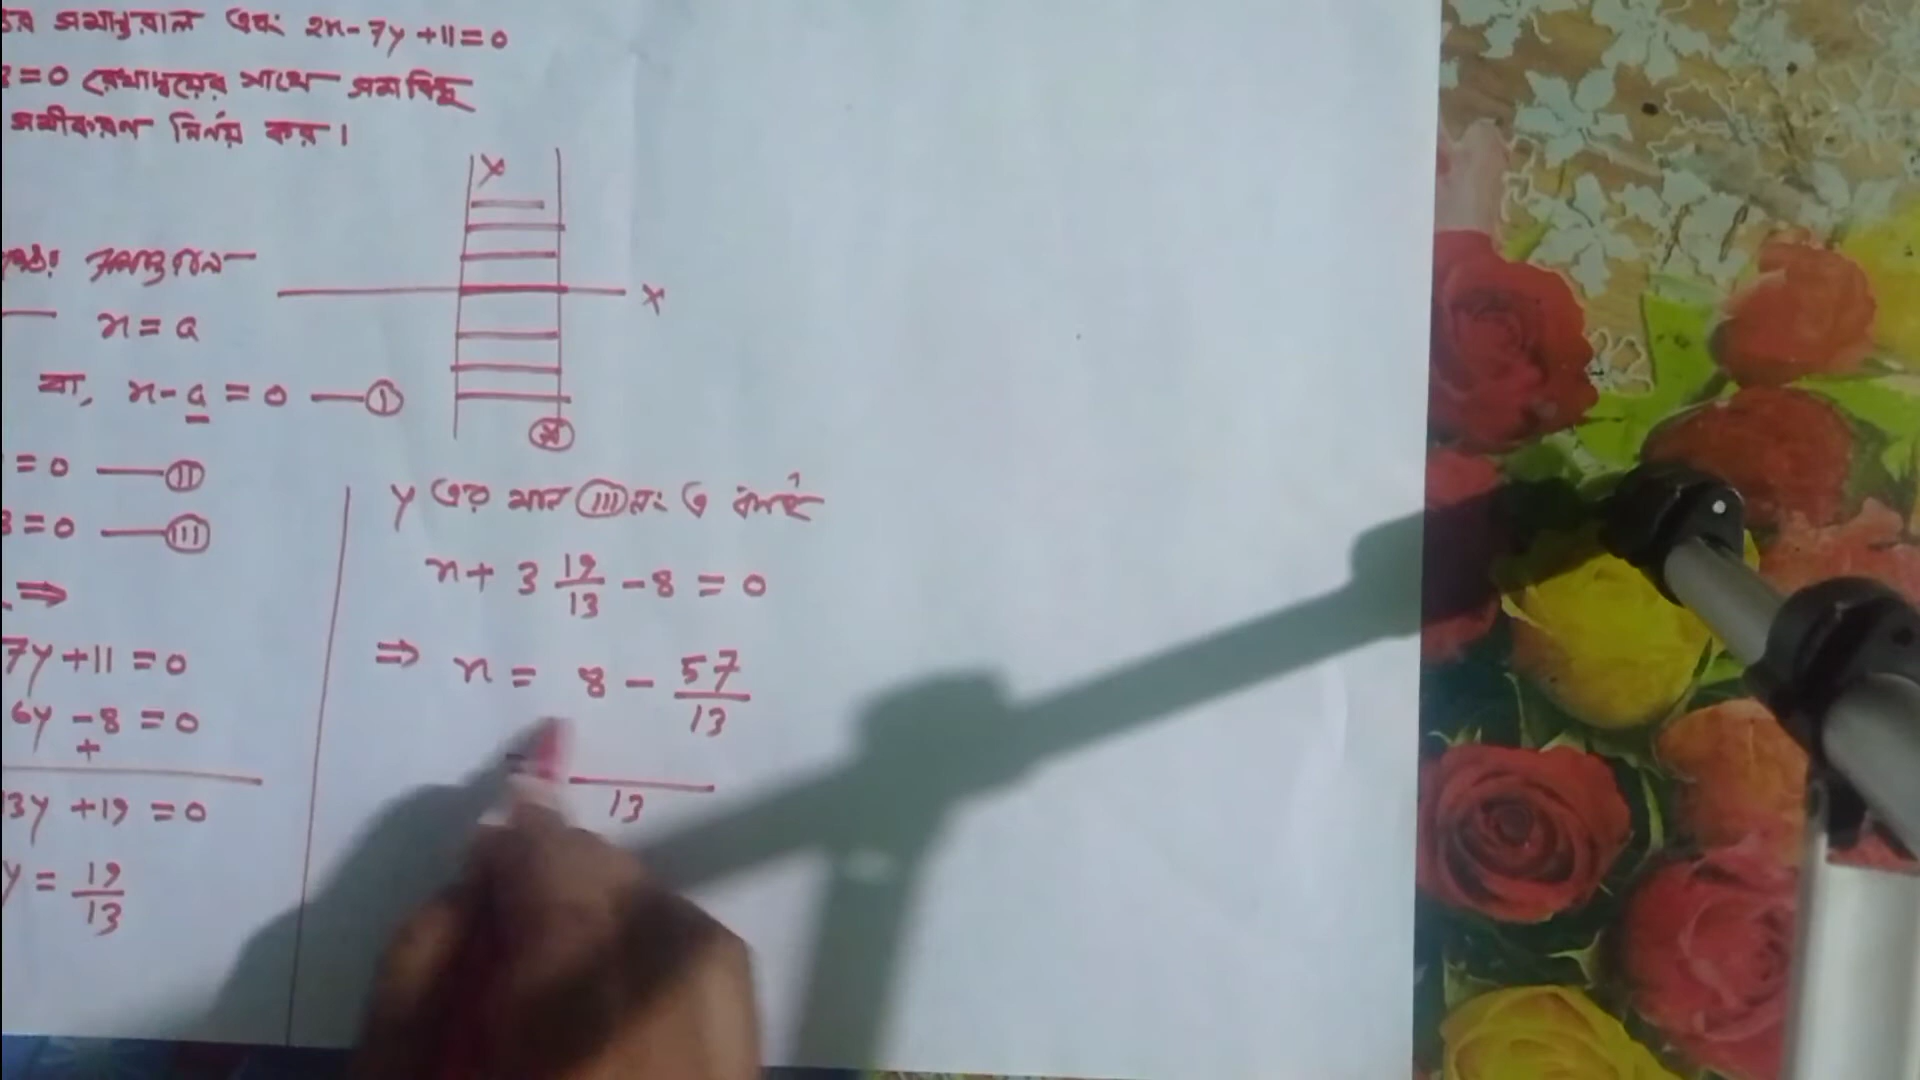 সমান্তরাল এবং 2x-7y+11=0
=0 রেখাদ্বয়ের সাথে সমবিন্দু
সমীকরণ নির্ণয় কর।
y
x
x = a
বা, x-a = 0 — (I)
= 0 — (II)
3 = 0 — (III)
⇒
7y+11 = 0
6y -8 = 0
+
13y +19 = 0
y = 19/13
y এর মান (III) নং এ বসাই
x + 3 19/13 - 8 = 0
⇒ x = 8 - 57/13
13